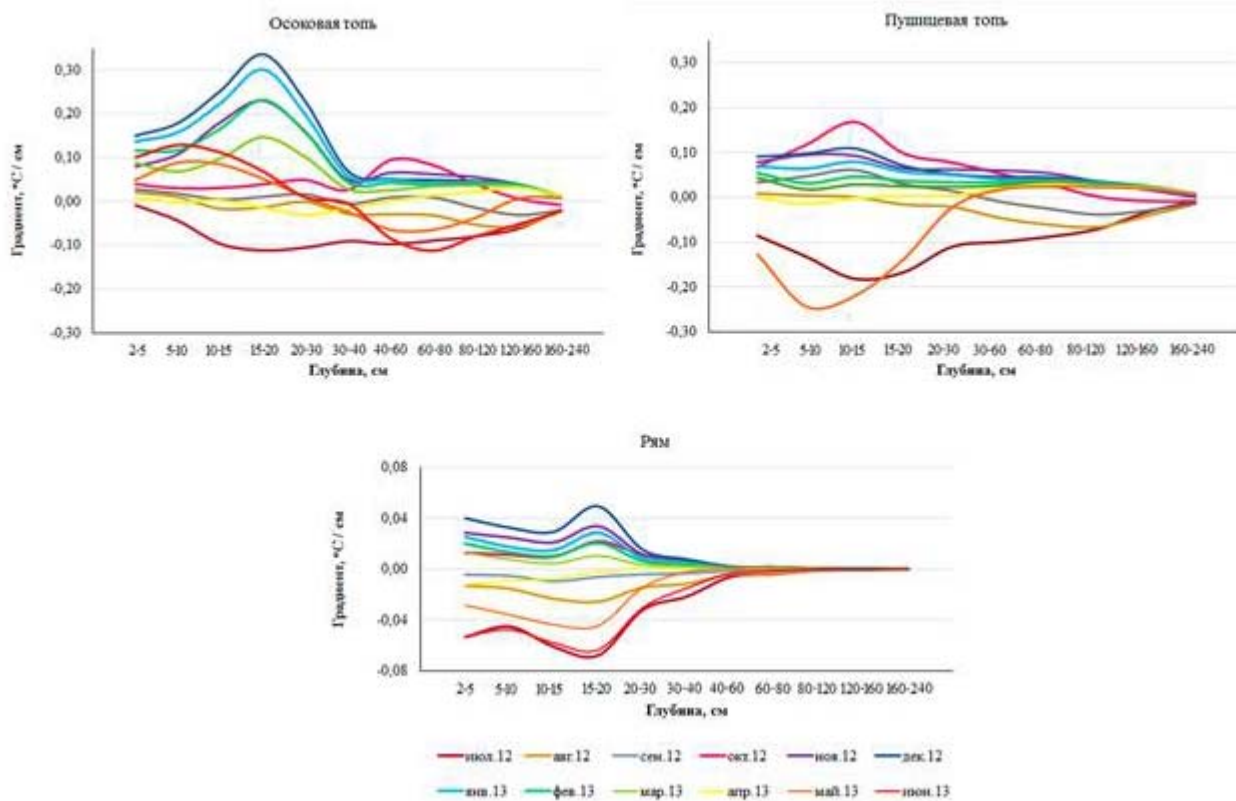 Осоковая топь
Градиент, °С / см
0,30
0,20
0,10
0,00
-0,10
-0,20
-0,30
2-5 5-10 10-15 15-20 20-30 30-40 40-60 60-80 80-120 120-160 160-240
Глубина, см
Пушицевая топь
Градиент, °С / см
0,30
0,20
0,10
0,00
-0,10
-0,20
-0,30
2-5 5-10 10-15 15-20 20-30 30-60 60-80 80-120 120-160 160-240
Глубина, см
Рям
Градиент, °С / см
0,08
0,04
0,00
-0,04
-0,08
2-5 5-10 10-15 15-20 20-30 30-40 40-60 60-80 80-120 120-160 160-240
Глубина, см
июл.12 авг.12 сен.12 окт.12 ноя.12 дек.12
янв.13 фев.13 мар.13 апр.13 май.13 июн.13